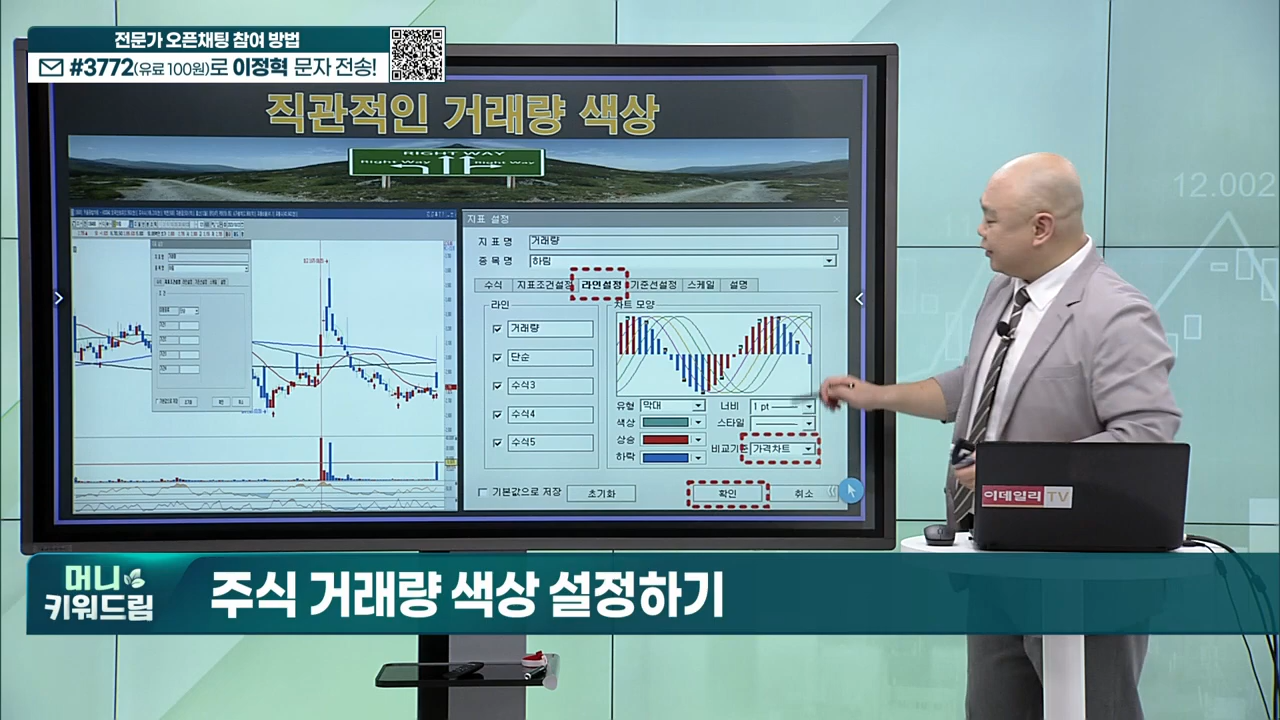 전문가 오픈채팅 참여 방법
#3772(유료 100원)로 이정혁 문자 전송!
직관적인 거래량 색상
RIGHT WAY
Right Way
Right Way
12.002
지표 설정
지 표 명
거래량
종 목 명
하림
수식
지표조건설정
라인설정
기준선설정
스케일
설명
라인
차트 모양
거래량
단순
수식3
수식4
수식5
유형
막대
너비
1 pt
색상
스타일
상승
하락
비교기준
가격차트
기본값으로 저장
초기화
확인
취소
이데일리 TV
머니
키워드림
주식 거래량 색상 설정하기